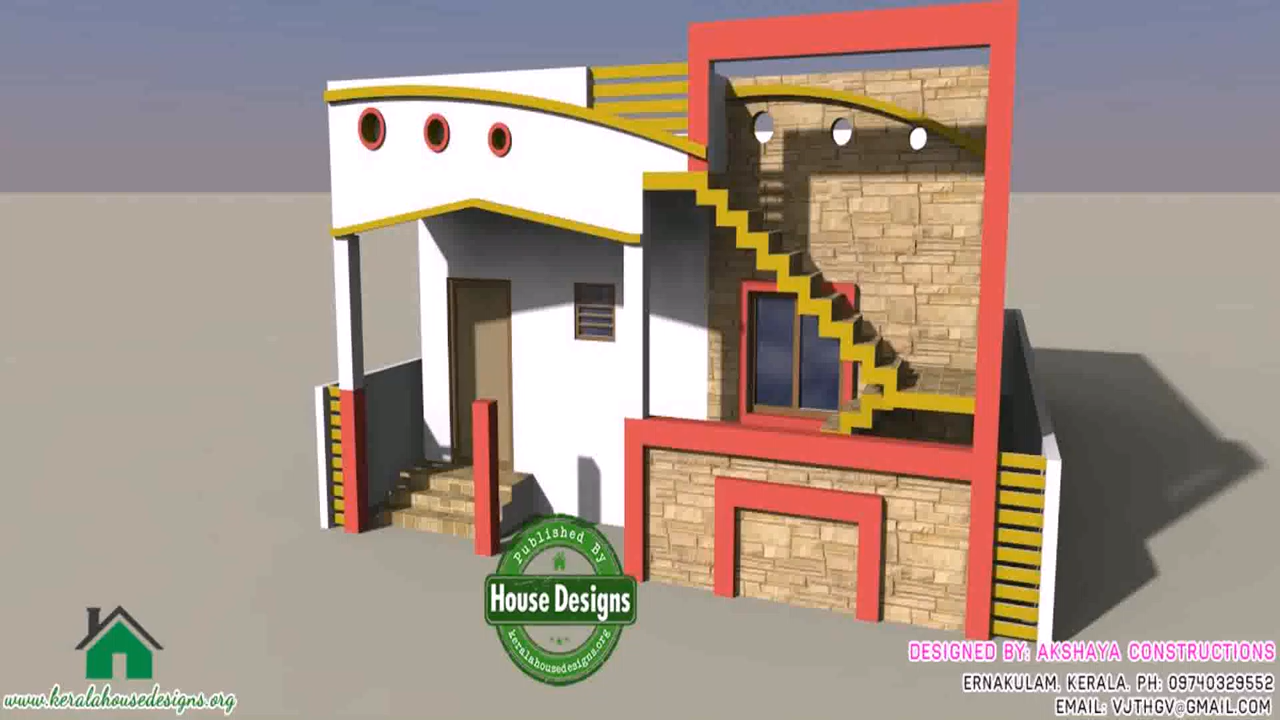 Published By
House Designs
keralahousedesigns.org
www.keralahousedesigns.org
DESIGNED BY: AKSHAYA CONSTRUCTIONS
ERNAKULAM, KERALA. PH: 09740329552
EMAIL: VJTHGV@GMAIL.COM